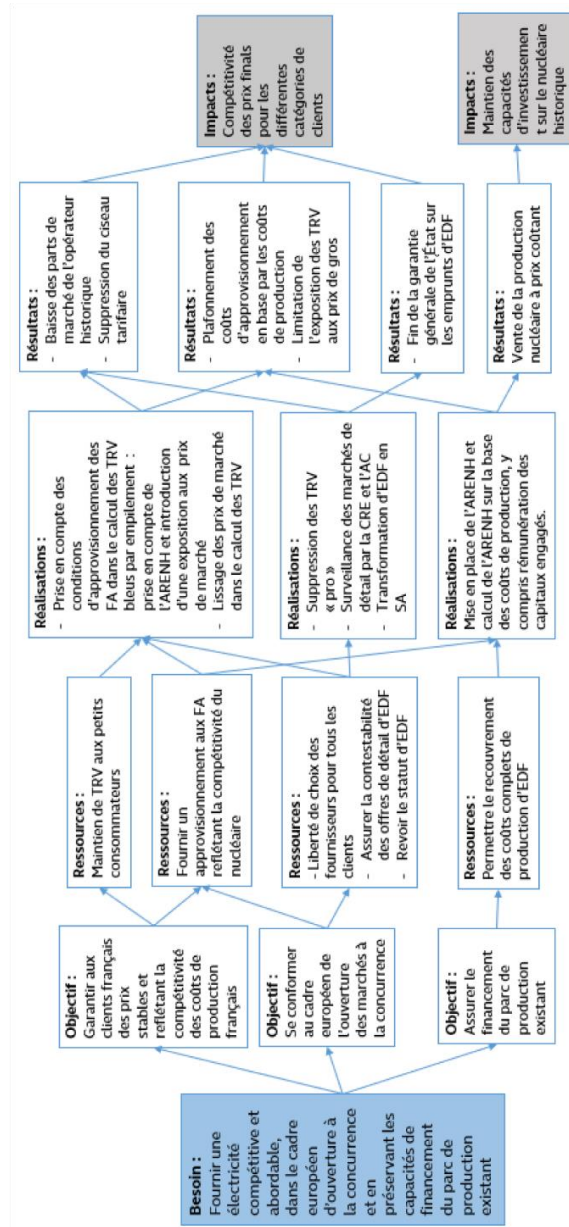 Besoin :
Fournir une
électricité
compétitive et
abordable,
dans le cadre
européen
d'ouverture à
la concurrence
et en
préservant les
capacités de
financement
du parc de
production
existant
Objectif :
Garantir aux
clients français
des prix
stables et
reflétant la
compétitivité
des coûts de
production
français
Objectif :
Se conformer
au cadre
européen de
l'ouverture
des marchés à
la concurrence
Objectif :
Assurer le
financement
du parc de
production
existant
Ressources :
Maintien de TRV aux petits
consommateurs
Ressources :
Fournir un
approvisionnement aux FA
reflétant la compétitivité du
nucléaire
Ressources :
- Liberté de choix des
fournisseurs pour tous les
clients
- Assurer la contestabilité
des offres de détail d'EDF
- Revoir le statut d'EDF
Ressources :
Permettre le recouvrement
des coûts complets de
production d'EDF
Réalisations :
- Prise en compte des
conditions
d'approvisionnement des
FA dans le calcul des TRV
bleus par empilement :
prise en compte de
l'ARENH et introduction
d'une exposition aux prix
de marché
- Lissage des prix de marché
dans le calcul des TRV
Réalisations :
- Suppression des TRV
« pro »
- Surveillance des marchés de
détail par la CRE et l'AC
- Transformation d'EDF en
SA
Réalisations :
Mise en place de l'ARENH et
calcul de l'ARENH sur la base
des coûts de production, y
compris rémunération des
capitaux engagés.
Résultats :
- Baisse des parts de
marché de l'opérateur
historique
- Suppression du ciseau
tarifaire
Résultats :
- Plafonnement des
coûts
d'approvisionnement
en base par les coûts
de production
- Limitation de
l'exposition des TRV
aux prix de gros
Résultats :
- Fin de la garantie
générale de l'État sur
les emprunts d'EDF
Résultats :
Vente de la production
nucléaire à prix coûtant
Impacts :
Compétitivité
des prix finals
pour les
différentes
catégories de
clients
Impacts :
Maintien des
capacités
d'investissemen
t sur le nucléaire
historique